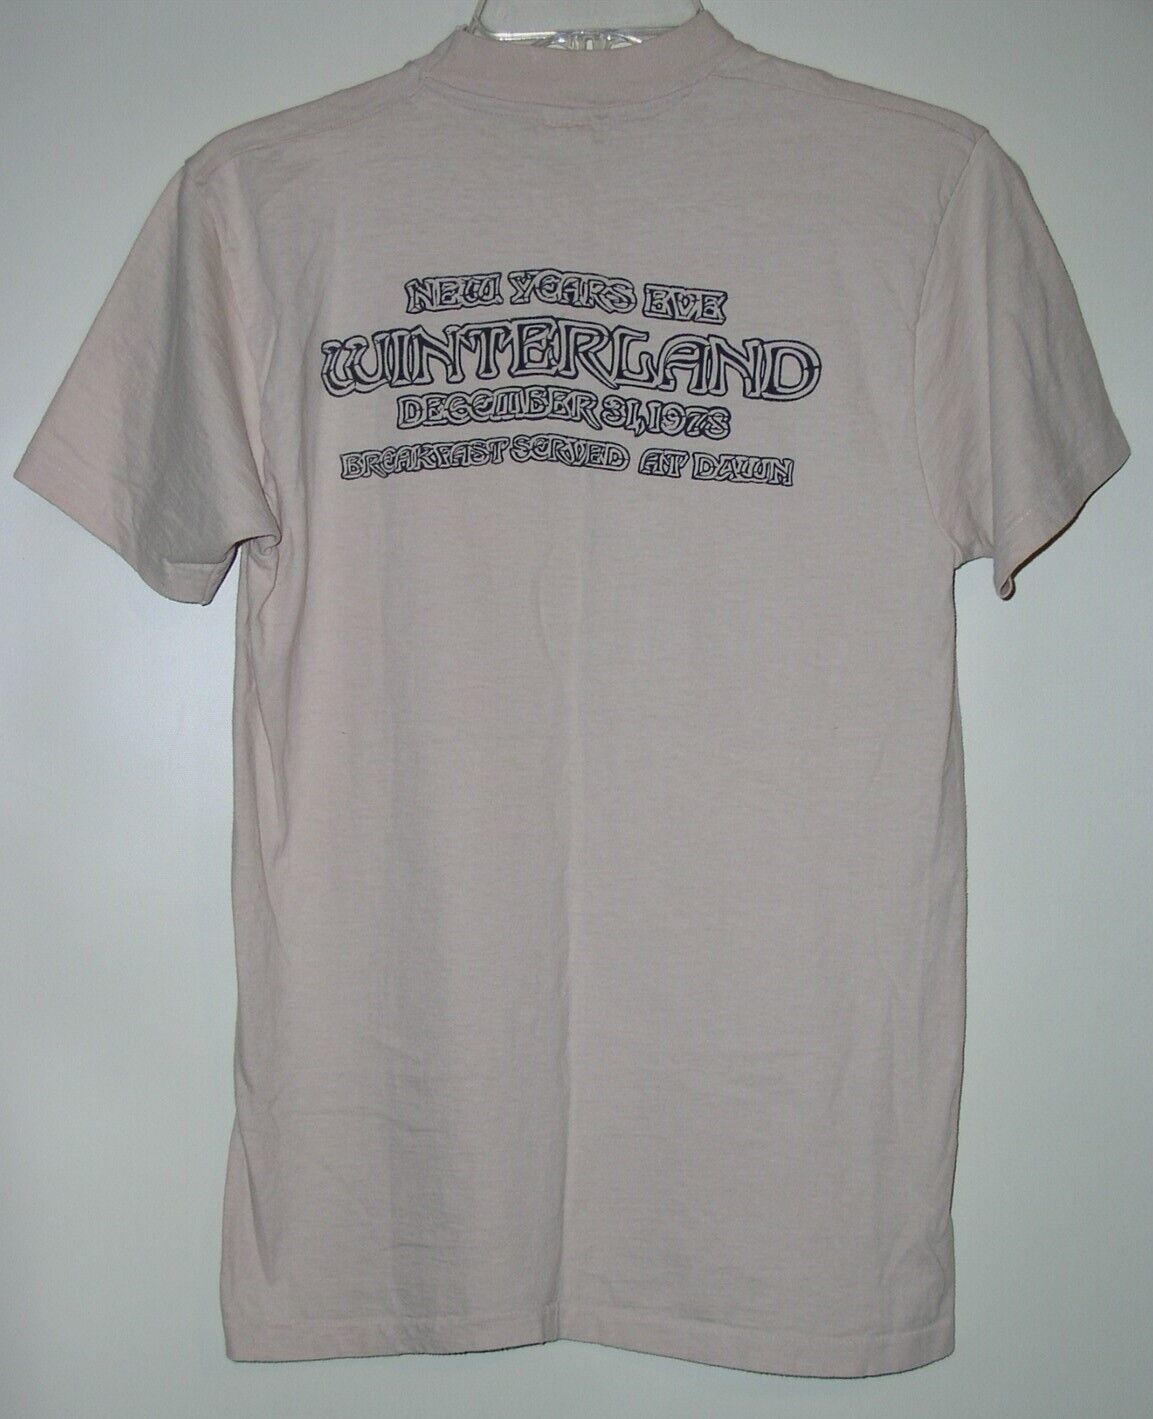 NEW YEARS EVE
WINTERLAND
DECEMBER 31, 1978
BREAKFAST SERVED AT DAWN